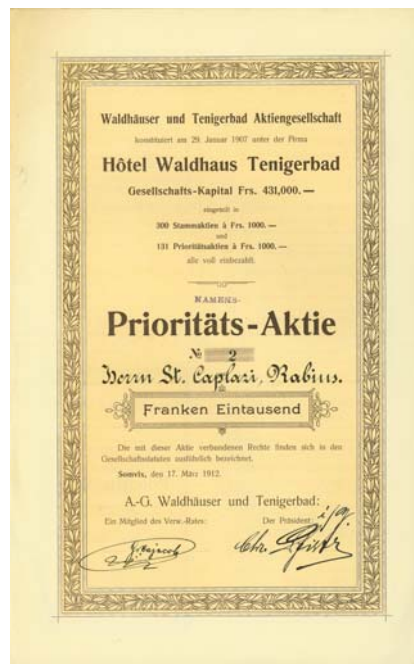 Waldhäuser und Tenigerbad Aktiengesellschaft
konstituiert am 29. Januar 1907 unter der Firma
Hôtel Waldhaus Tenigerbad
Gesellschafts-Kapital Frs. 431,000.—
eingeteilt in
300 Stammaktien à Frs. 1000.—
und
131 Prioritätsaktien à Frs. 1000.—
alle voll einbezahlt.
NAMENS-
Prioritäts-Aktie
No 2
Herrn St. Caplazi, Rabius.
Franken Eintausend
Die mit dieser Aktie verbundenen Rechte finden sich in den
Gesellschaftsstatuten ausführlich bezeichnet.
Somvix, den 17. März 1912.
A.-G. Waldhäuser und Tenigerbad:
Ein Mitglied des Verw.-Rates: Der Präsident